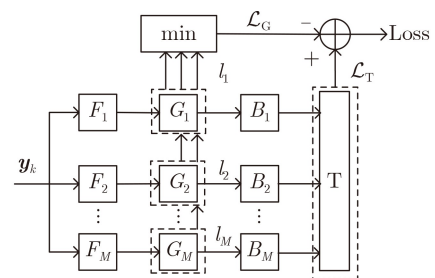 min
𝓛_G
−
Loss
+
𝓛_T
l_1
F_1 G_1 B_1
y_k
F_2 G_2 l_2 B_2
T
⋮ ⋮ ⋮
F_M G_M l_M B_M